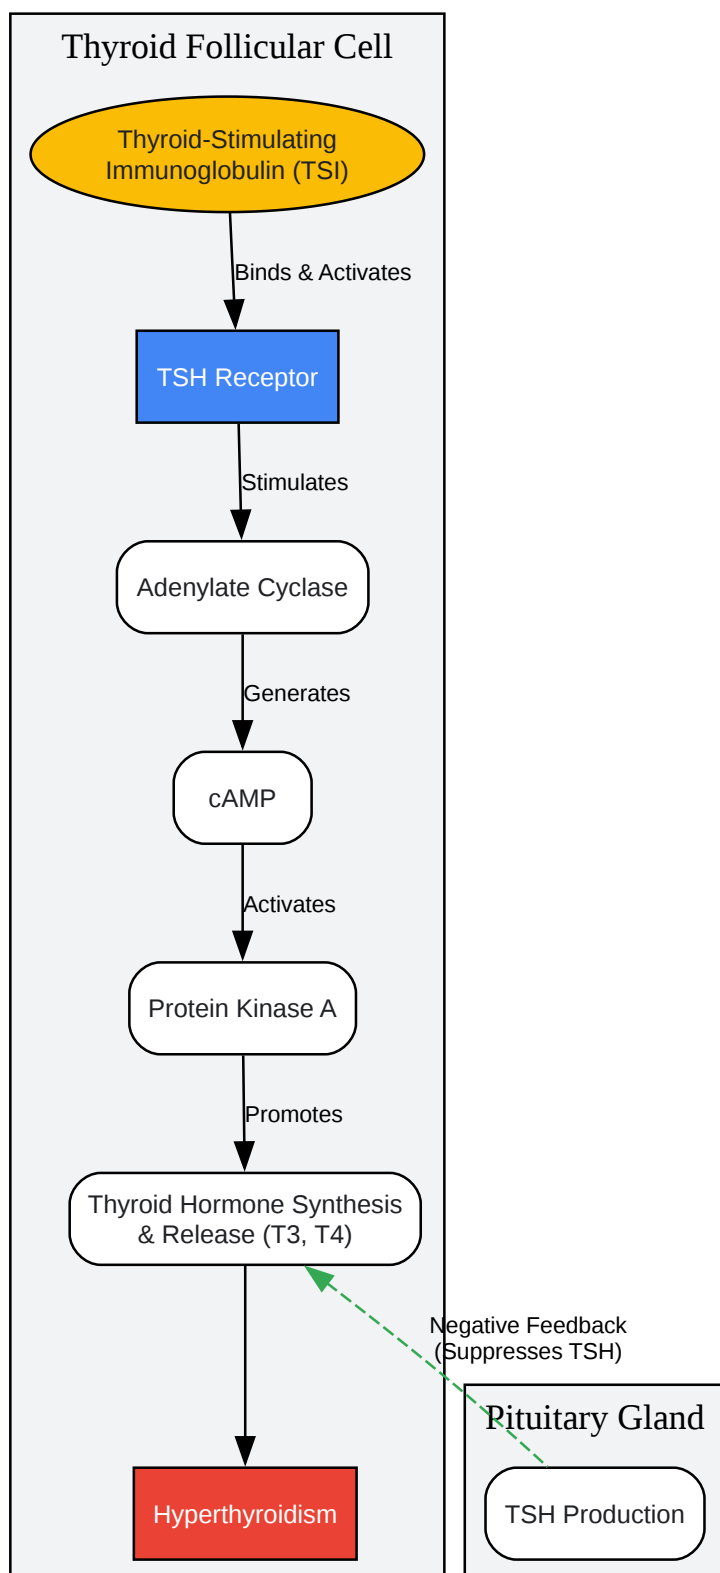 Thyroid Follicular Cell
Thyroid-Stimulating
Immunoglobulin (TSI)
Binds & Activates
TSH Receptor
Stimulates
Adenylate Cyclase
Generates
cAMP
Activates
Protein Kinase A
Promotes
Thyroid Hormone Synthesis
& Release (T3, T4)
Negative Feedback
(Suppresses TSH)
Pituitary Gland
Hyperthyroidism
TSH Production